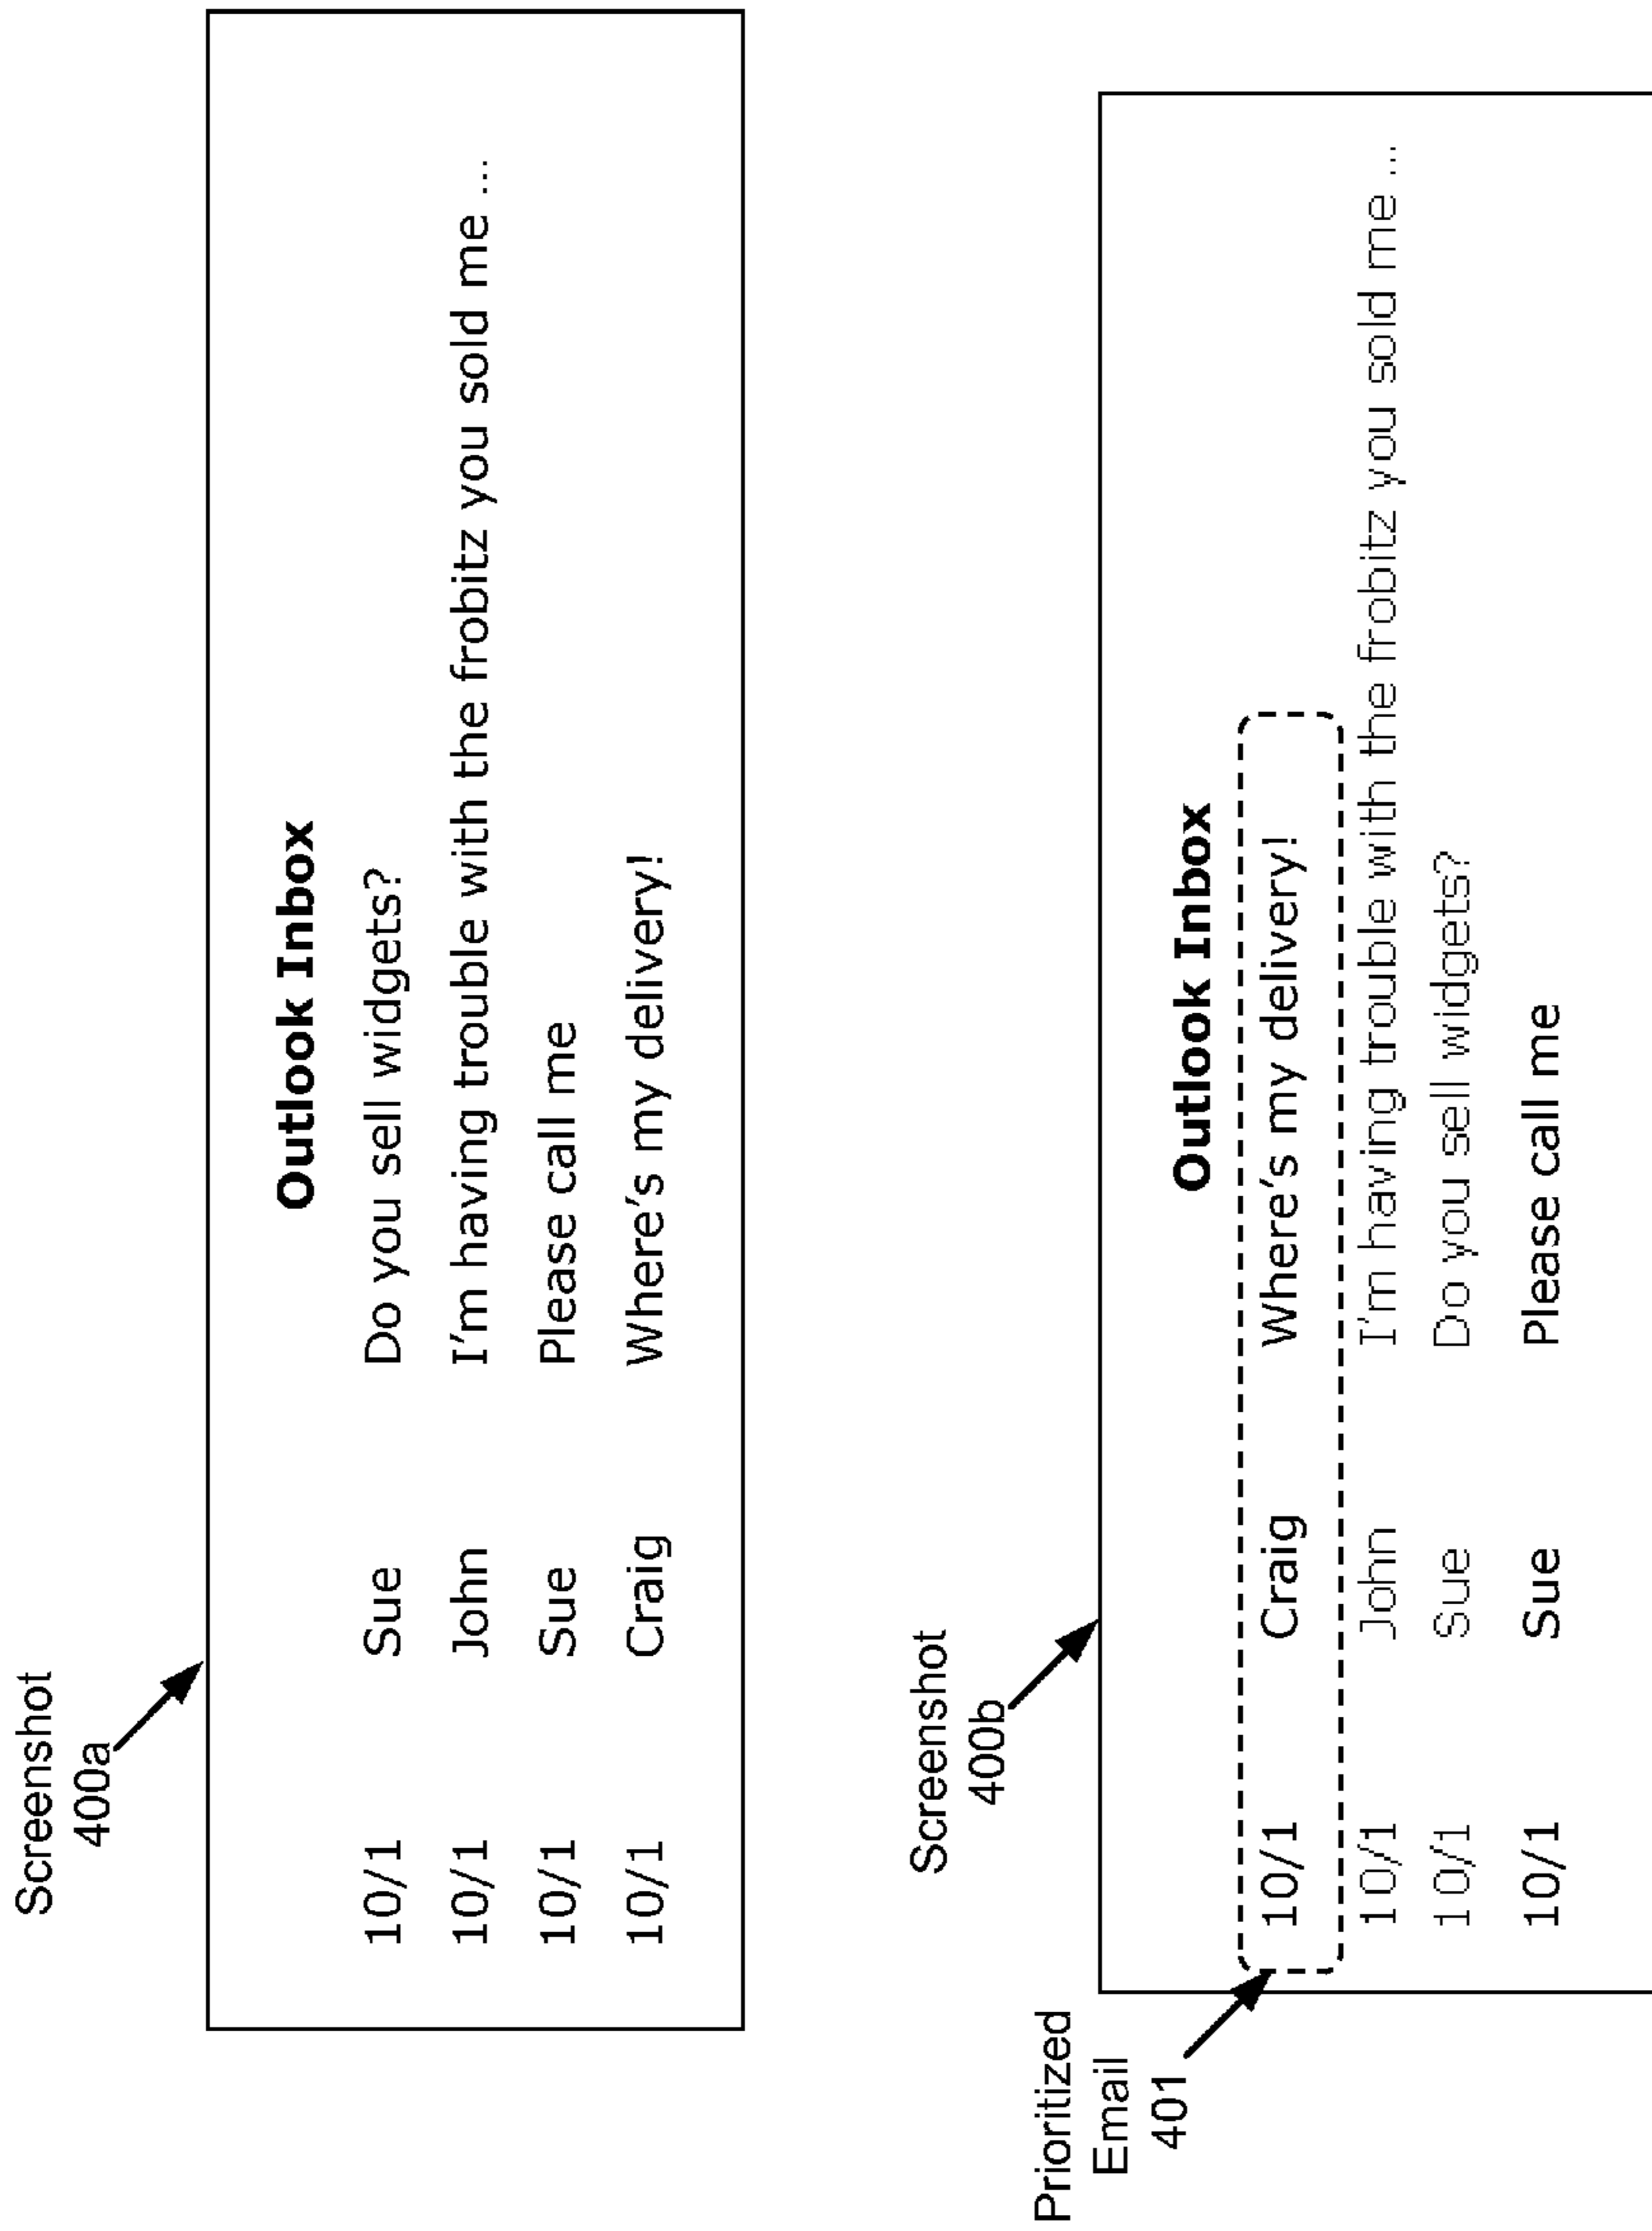 Screenshot
400a
Outlook Inbox
10/1 Sue Do you sell widgets?
10/1 John I'm having trouble with the frobitz you sold me ...
10/1 Sue Please call me
10/1 Craig Where's my delivery!
Screenshot
400b
Prioritized
Email
401
Outlook Inbox
10/1 Craig Where's my delivery!
10/1 John I'm having trouble with the frobitz you sold me ...
10/1 Sue Do you sell widgets?
10/1 Sue Please call me